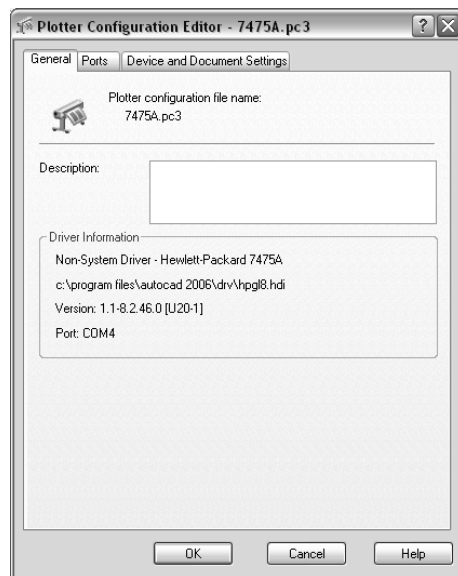 Plotter Configuration Editor - 7475A.pc3
General Ports Device and Document Settings
Plotter configuration file name:
7475A.pc3
Description:
Driver Information
Non-System Driver - Hewlett-Packard 7475A
c:\program files\autocad 2006\drv\hpgl8.hdi
Version: 1.1-8.2.46.0 [U20-1]
Port: COM4
OK Cancel Help